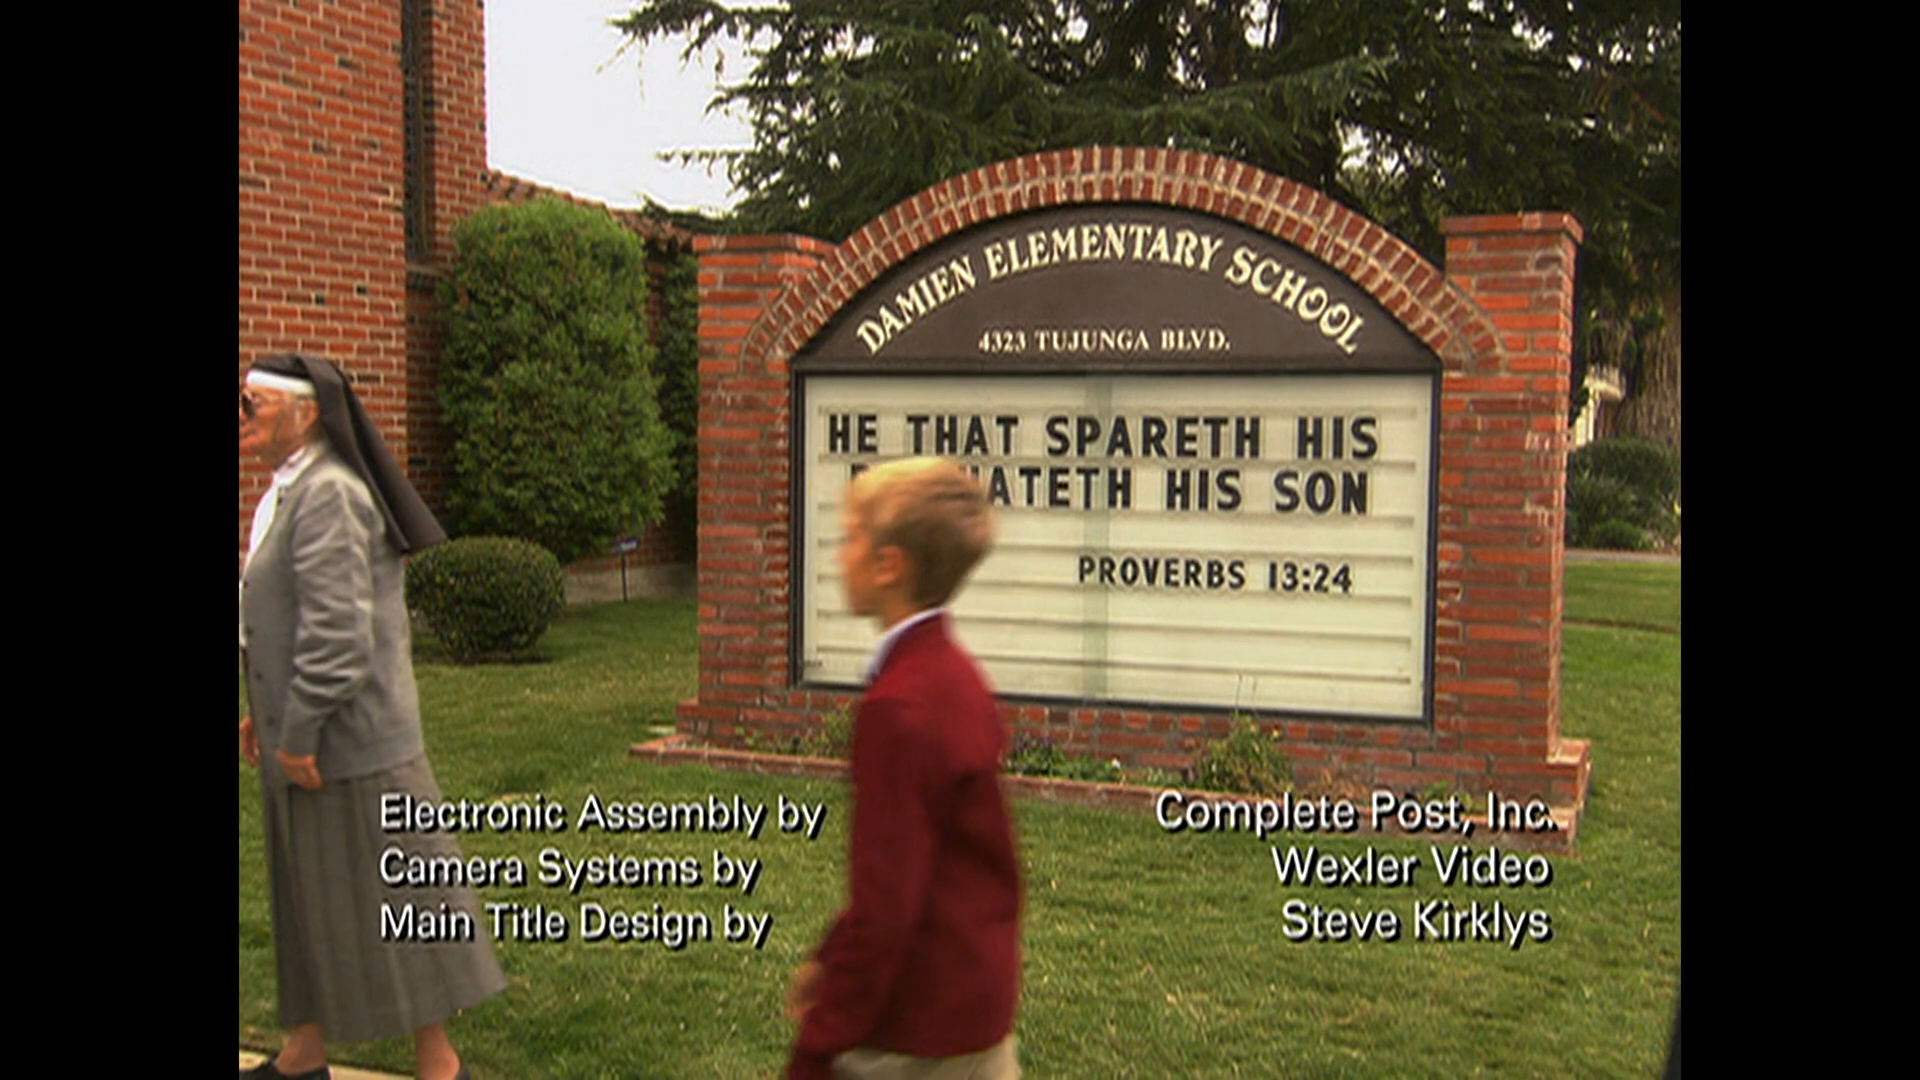 DAMIEN ELEMENTARY SCHOOL
4323 TUJUNGA BLVD.
HE THAT SPARETH HIS
HIS SON
PROVERBS 13:24
Electronic Assembly by Complete Post, Inc.
Camera Systems by Wexler Video
Main Title Design by Steve Kirklys